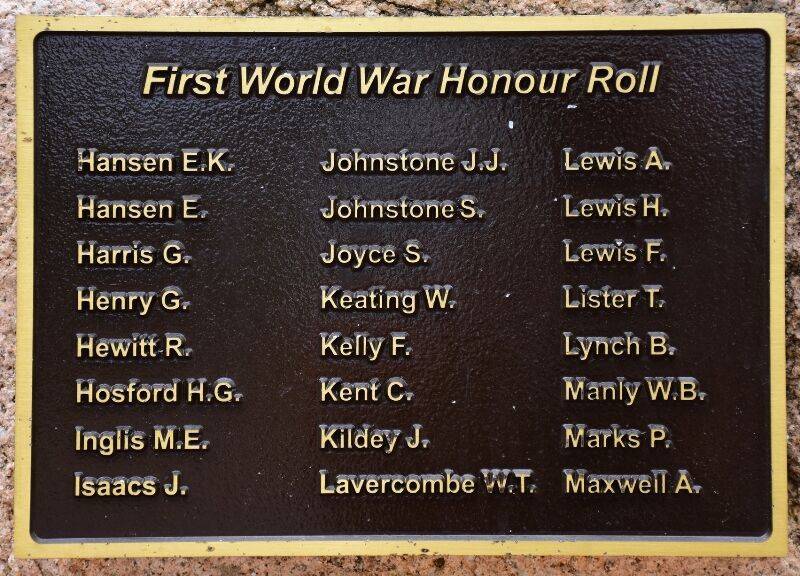 First World War Honour Roll
Hansen E.K.
Hansen E.
Harris G.
Henry G.
Hewitt R.
Hosford H.G.
Inglis M.E.
Isaacs J.
Johnstone J.J.
Johnstone S.
Joyce S.
Keating W.
Kelly F.
Kent C.
Kildey J.
Lavercombe W.T.
Lewis A.
Lewis H.
Lewis F.
Lister T.
Lynch B.
Manly W.B.
Marks P.
Maxwell A.